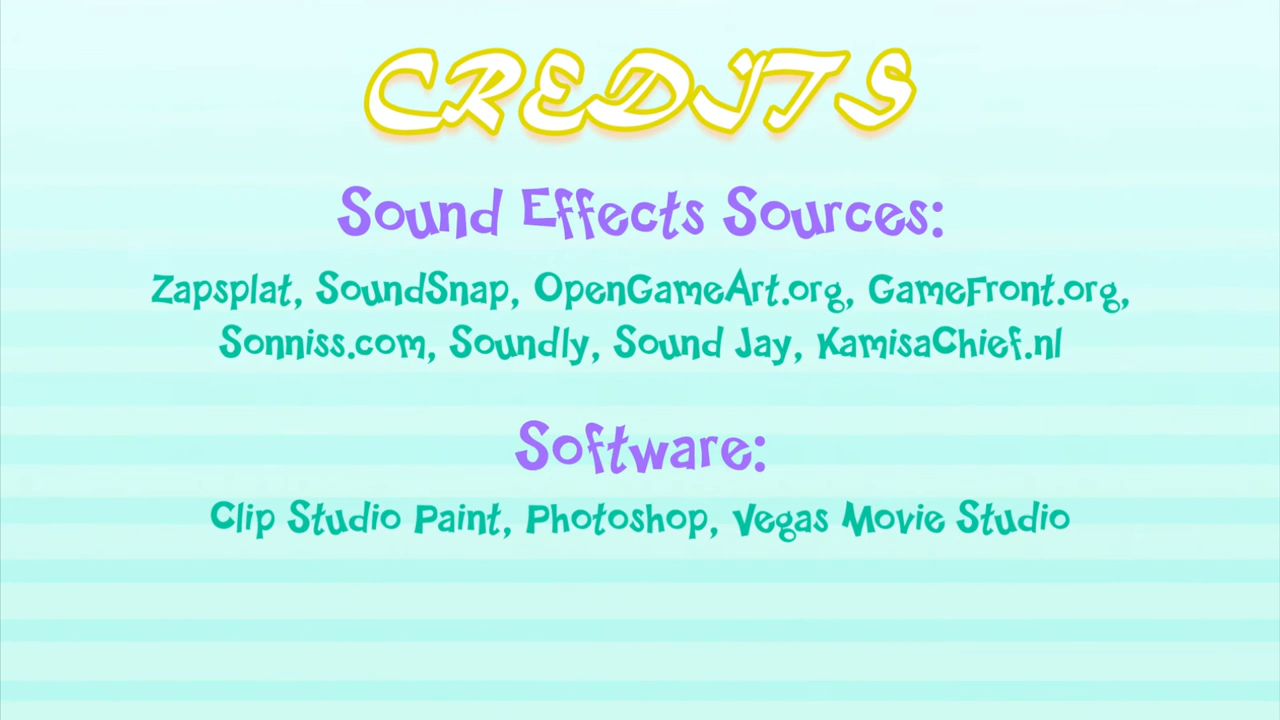 CREDITS
Sound Effects Sources:
Zapsplat, SoundSnap, OpenGameArt.org, GameFront.org,
Sonniss.com, Soundly, Sound Jay, KamisaChief.nl
Software:
Clip Studio Paint, Photoshop, Vegas Movie Studio